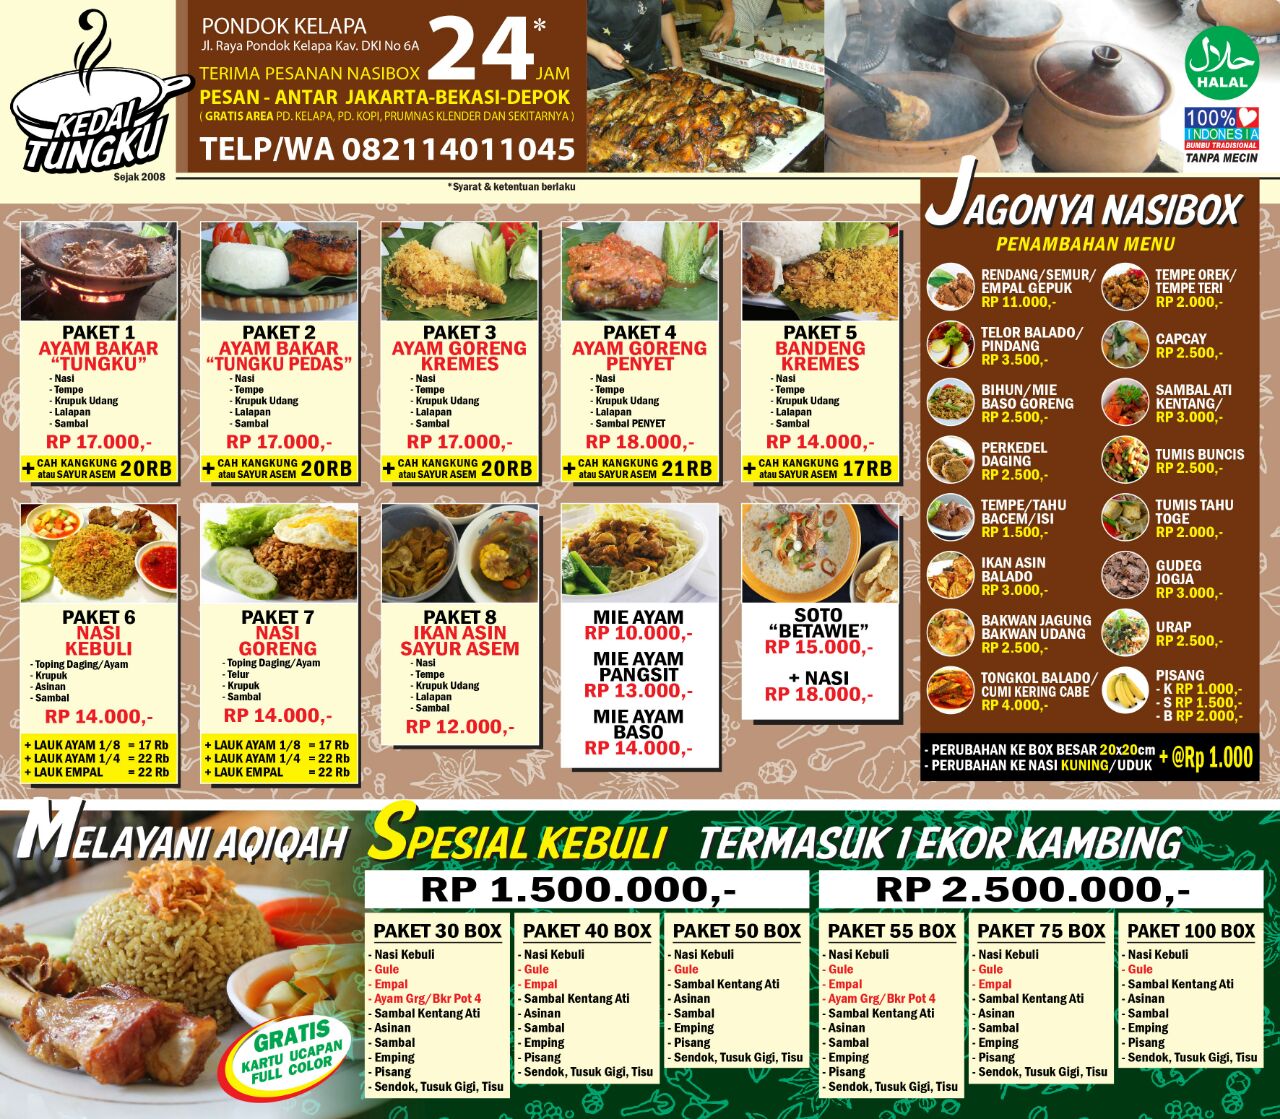 KEDAI
TUNGKU
Sejak 2008
PONDOK KELAPA
Jl. Raya Pondok Kelapa Kav. DKI No 6A
TERIMA PESANAN NASIBOX 24* JAM
PESAN - ANTAR JAKARTA-BEKASI-DEPOK
( GRATIS AREA PD. KELAPA, PD. KOPI, PRUMNAS KLENDER DAN SEKITARNYA )
TELP/WA 082114011045
*Syarat & ketentuan berlaku
حلال
HALAL
100%
INDONESIA
BUMBU TRADISIONAL
TANPA MECIN
PAKET 1
AYAM BAKAR
“TUNGKU”
- Nasi
- Tempe
- Krupuk Udang
- Lalapan
- Sambal
RP 17.000,-
+ CAH KANGKUNG
atau SAYUR ASEM 20RB
PAKET 2
AYAM BAKAR
“TUNGKU PEDAS”
- Nasi
- Tempe
- Krupuk Udang
- Lalapan
- Sambal
RP 17.000,-
+ CAH KANGKUNG
atau SAYUR ASEM 20RB
PAKET 3
AYAM GORENG
KREMES
- Nasi
- Tempe
- Krupuk Udang
- Lalapan
- Sambal
RP 17.000,-
+ CAH KANGKUNG
atau SAYUR ASEM 20RB
PAKET 4
AYAM GORENG
PENYET
- Nasi
- Tempe
- Krupuk Udang
- Lalapan
- Sambal PENYET
RP 18.000,-
+ CAH KANGKUNG
atau SAYUR ASEM 21RB
PAKET 5
BANDENG
KREMES
- Nasi
- Tempe
- Krupuk Udang
- Lalapan
- Sambal
RP 14.000,-
+ CAH KANGKUNG
atau SAYUR ASEM 17RB
PAKET 6
NASI
KEBULI
- Toping Daging/Ayam
- Krupuk
- Asinan
- Sambal
RP 14.000,-
+ LAUK AYAM 1/8 = 17 Rb
+ LAUK AYAM 1/4 = 22 Rb
+ LAUK EMPAL = 22 Rb
PAKET 7
NASI
GORENG
- Toping Daging/Ayam
- Telur
- Krupuk
- Sambal
RP 14.000,-
+ LAUK AYAM 1/8 = 17 Rb
+ LAUK AYAM 1/4 = 22 Rb
+ LAUK EMPAL = 22 Rb
PAKET 8
IKAN ASIN
SAYUR ASEM
- Nasi
- Tempe
- Krupuk Udang
- Lalapan
- Sambal
RP 12.000,-
MIE AYAM
RP 10.000,-
MIE AYAM
PANGSIT
RP 13.000,-
MIE AYAM
BASO
RP 14.000,-
SOTO
“BETAWIE”
RP 15.000,-
+ NASI
RP 18.000,-
JAGONYA NASIBOX
PENAMBAHAN MENU
RENDANG/SEMUR/
EMPAL GEPUK
RP 11.000,-
TELOR BALADO/
PINDANG
RP 3.500,-
BIHUN/MIE
BASO GORENG
RP 2.500,-
PERKEDEL
DAGING
RP 2.500,-
TEMPE/TAHU
BACEM/ISI
RP 1.500,-
IKAN ASIN
BALADO
RP 3.000,-
BAKWAN JAGUNG
BAKWAN UDANG
RP 2.500,-
TONGKOL BALADO/
CUMI KERING CABE
RP 4.000,-
TEMPE OREK/
TEMPE TERI
RP 2.000,-
CAPCAY
RP 2.500,-
SAMBAL ATI
KENTANG/
RP 3.000,-
TUMIS BUNCIS
RP 2.500,-
TUMIS TAHU
TOGE
RP 2.000,-
GUDEG
JOGJA
RP 3.000,-
URAP
RP 2.500,-
PISANG
- K RP 1.000,-
- S RP 1.500,-
- B RP 2.000,-
- PERUBAHAN KE BOX BESAR 20x20cm
- PERUBAHAN KE NASI KUNING/UDUK + @Rp 1.000
MELAYANI AQIQAH SPESIAL KEBULI TERMASUK 1 EKOR KAMBING
GRATIS
KARTU UCAPAN
FULL COLOR
RP 1.500.000,-
PAKET 30 BOX
- Nasi Kebuli
- Gule
- Empal
- Ayam Grg/Bkr Pot 4
- Sambal Kentang Ati
- Asinan
- Sambal
- Emping
- Pisang
- Sendok, Tusuk Gigi, Tisu
PAKET 40 BOX
- Nasi Kebuli
- Gule
- Empal
- Sambal Kentang Ati
- Asinan
- Sambal
- Emping
- Pisang
- Sendok, Tusuk Gigi, Tisu
PAKET 50 BOX
- Nasi Kebuli
- Gule
- Sambal Kentang Ati
- Asinan
- Sambal
- Emping
- Pisang
- Sendok, Tusuk Gigi, Tisu
RP 2.500.000,-
PAKET 55 BOX
- Nasi Kebuli
- Gule
- Empal
- Ayam Grg/Bkr Pot 4
- Sambal Kentang Ati
- Asinan
- Sambal
- Emping
- Pisang
- Sendok, Tusuk Gigi, Tisu
PAKET 75 BOX
- Nasi Kebuli
- Gule
- Empal
- Sambal Kentang Ati
- Asinan
- Sambal
- Emping
- Pisang
- Sendok, Tusuk Gigi, Tisu
PAKET 100 BOX
- Nasi Kebuli
- Gule
- Sambal Kentang Ati
- Asinan
- Sambal
- Emping
- Pisang
- Sendok, Tusuk Gigi, Tisu